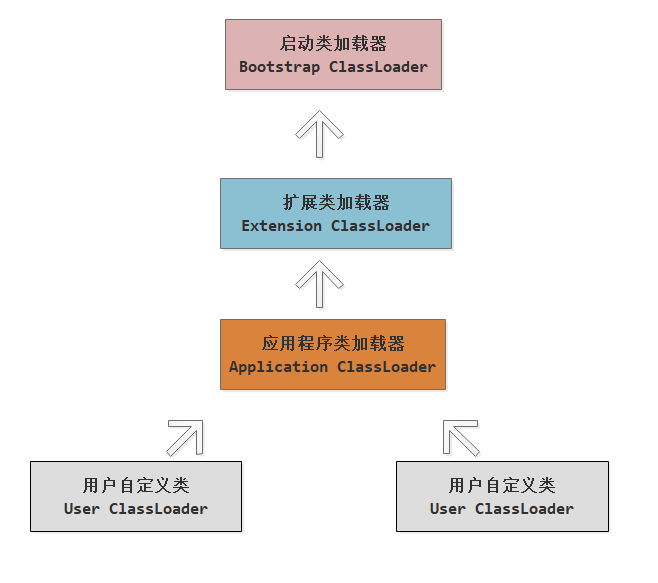 启动类加载器
Bootstrap ClassLoader
扩展类加载器
Extension ClassLoader
应用程序类加载器
Application ClassLoader
用户自定义类
User ClassLoader
用户自定义类
User ClassLoader